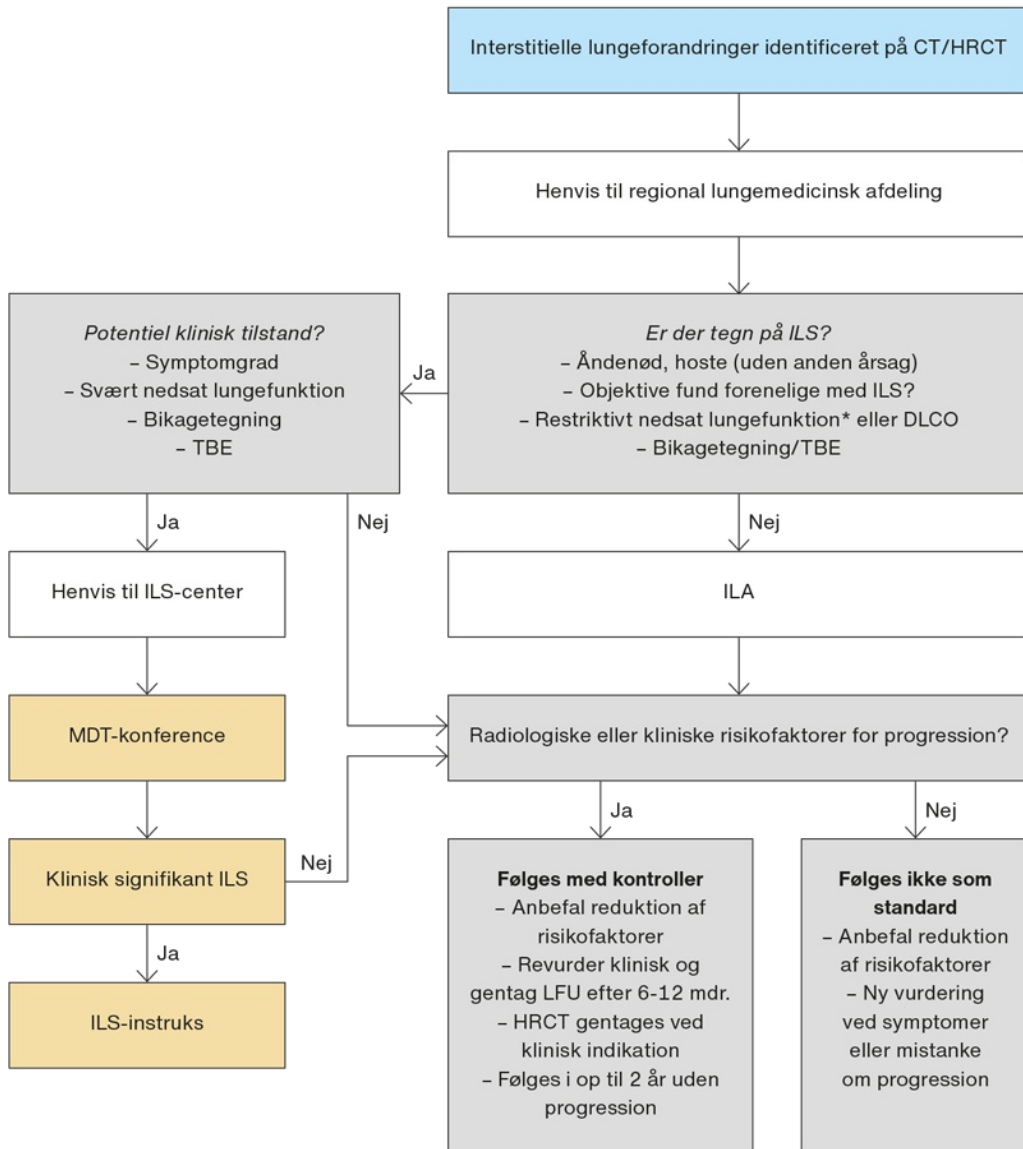 Interstitielle lungeforandringer identificeret på CT/HRCT
Henvis til regional lungemedicinsk afdeling
Er der tegn på ILS?
– Åndenød, hoste (uden anden årsag)
– Objektive fund forenelige med ILS?
– Restriktivt nedsat lungefunktion* eller DLCO
– Bikagetegning/TBE
Ja
Potentiel klinisk tilstand?
– Symptomgrad
– Svært nedsat lungefunktion
– Bikagetegning
– TBE
Ja
Nej
Nej
Henvis til ILS-center
ILA
MDT-konference
Radiologiske eller kliniske risikofaktorer for progression?
Klinisk signifikant ILS
Nej
Ja
ILS-instruks
Ja
Nej
Følges med kontroller
– Anbefal reduktion af
risikofaktorer
– Revurder klinisk og
gentag LFU efter 6-12 mdr.
– HRCT gentages ved
klinisk indikation
– Følges i op til 2 år uden
progression
Følges ikke som
standard
– Anbefal reduktion
af risikofaktorer
– Ny vurdering
ved symptomer
eller mistanke
om progression